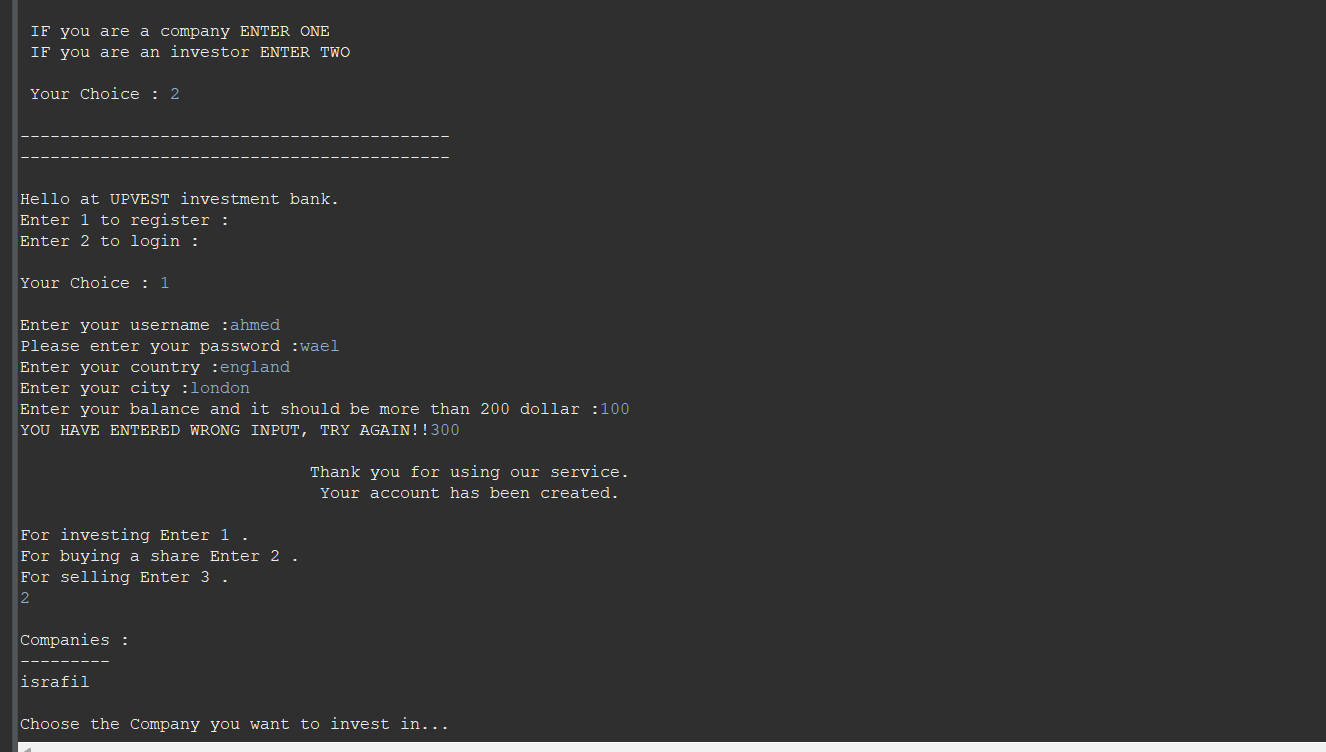 IF you are a company ENTER ONE
IF you are an investor ENTER TWO
Your Choice : 2
-------------------------------------------
-------------------------------------------
Hello at UPVEST investment bank.
Enter 1 to register :
Enter 2 to login :
Your Choice : 1
Enter your username :ahmed
Please enter your password :wael
Enter your country :england
Enter your city :london
Enter your balance and it should be more than 200 dollar :100
YOU HAVE ENTERED WRONG INPUT, TRY AGAIN!!300
Thank you for using our service.
Your account has been created.
For investing Enter 1 .
For buying a share Enter 2 .
For selling Enter 3 .
2
Companies :
---------
israfil
Choose the Company you want to invest in...